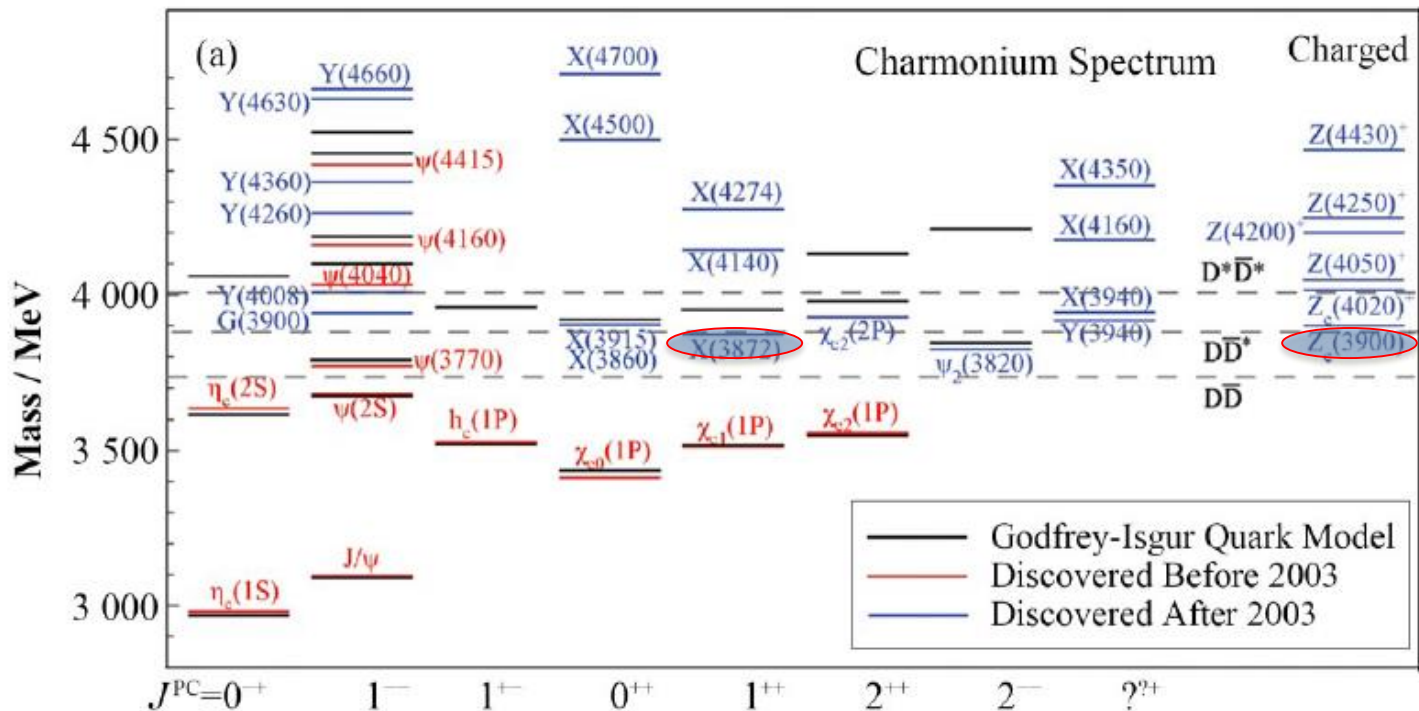 (a)
Charmonium Spectrum
Charged
Mass / MeV
4 500
4 000
3 500
3 000
η_c(2S)
η_c(1S)
Y(4660)
Y(4630)
ψ(4415)
Y(4360)
Y(4260)
ψ(4160)
ψ(4040)
Y(4008)
G(3900)
ψ(3770)
ψ(2S)
J/ψ
h_c(1P)
X(4700)
X(4500)
X(3915)
X(3860)
χ_c0(1P)
X(4274)
X(4140)
X(3872)
χ_c1(1P)
χ_c2(2P)
χ_c2(1P)
ψ_2(3820)
X(4350)
X(4160)
X(3940)
Y(3940)
D*D̄*
DD̄*
DD̄
Z(4430)⁺
Z(4250)⁺
Z(4200)⁺
Z(4050)⁺
Z_c(4020)⁺
Z_c(3900)⁺
Godfrey-Isgur Quark Model
Discovered Before 2003
Discovered After 2003
J^PC=0⁻⁺ 1⁻⁻ 1⁺⁻ 0⁺⁺ 1⁺⁺ 2⁺⁺ 2⁻⁻ ?^?+